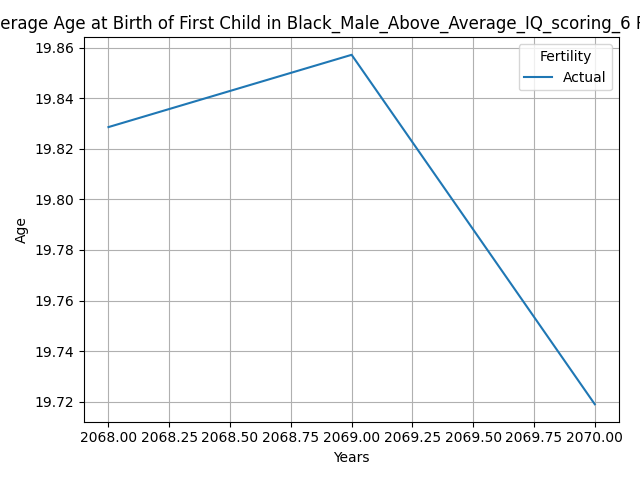 erage Age at Birth of First Child in Black_Male_Above_Average_IQ_scoring_6
Fertility
Actual
19.86
19.84
19.82
19.80
19.78
19.76
19.74
19.72
Age
2068.00 2068.25 2068.50 2068.75 2069.00 2069.25 2069.50 2069.75 2070.00
Years